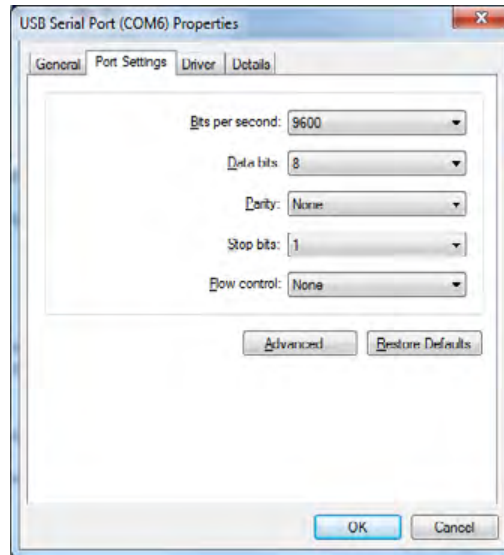 USB Serial Port (COM6) Properties
General Port Settings Driver Details
Bits per second: 9600
Data bits 8
Parity: None
Stop bits: 1
Flow control: None
Advanced Restore Defaults
OK Cancel